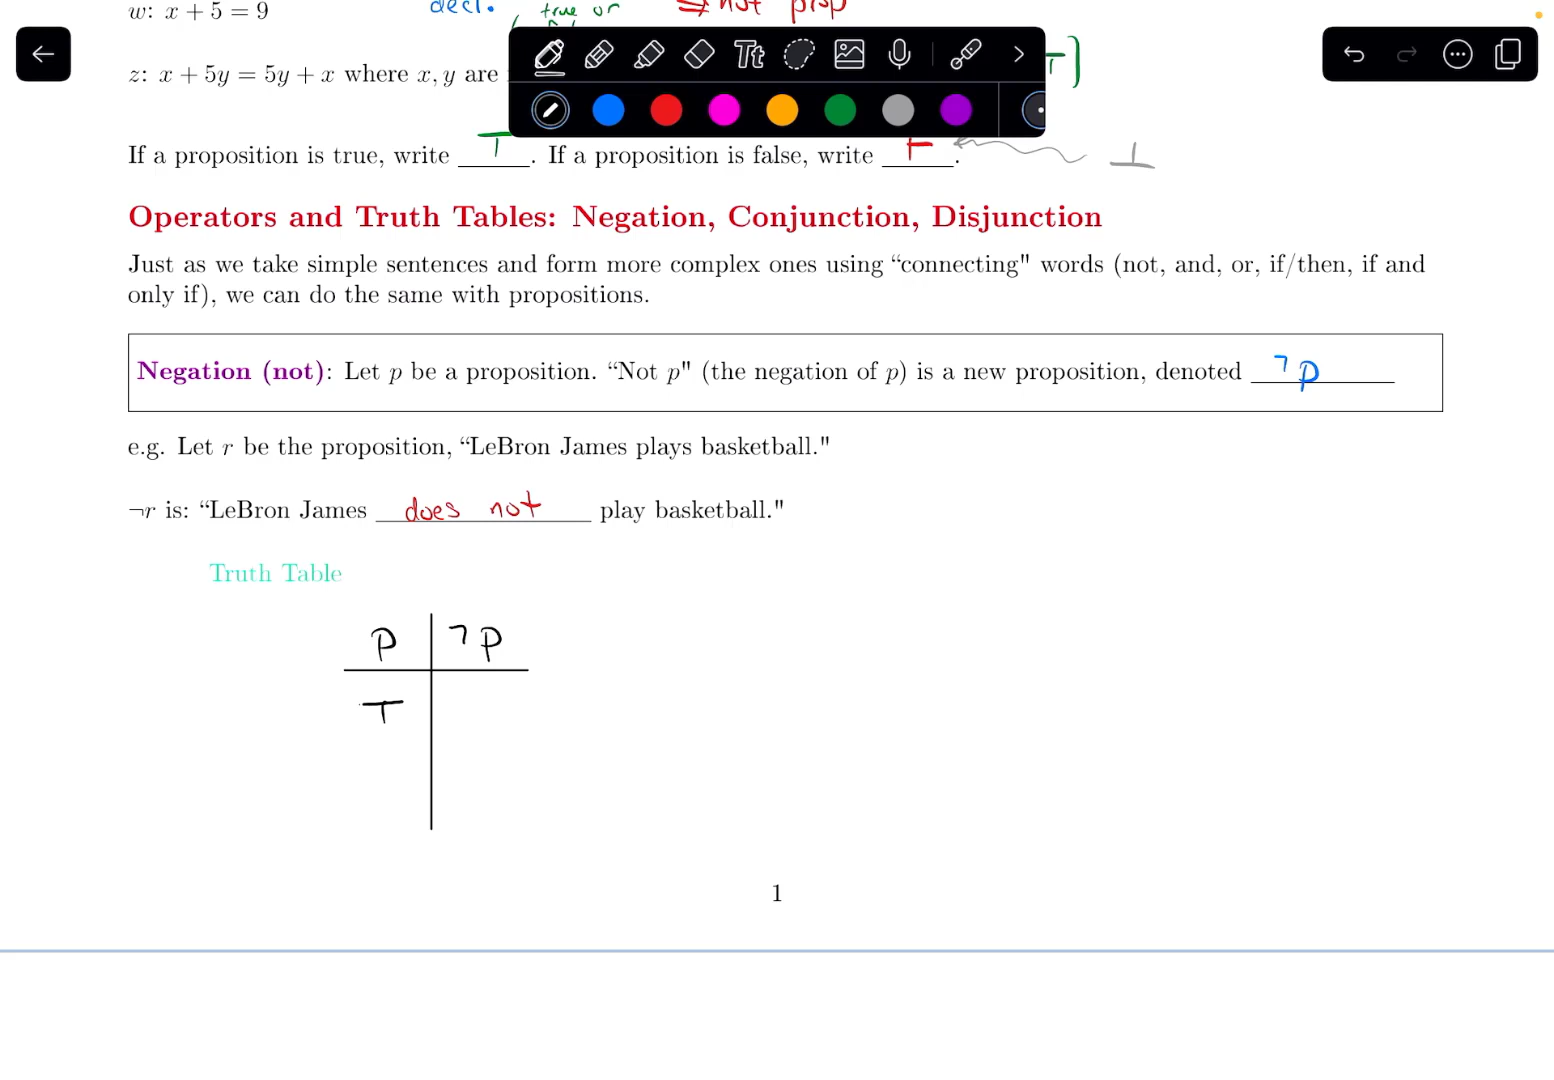 w: x + 5 = 9 decl. true or ⇒ not prop
z: x + 5y = 5y + x where x, y are T]
If a proposition is true, write T. If a proposition is false, write F. ⊥
Operators and Truth Tables: Negation, Conjunction, Disjunction
Just as we take simple sentences and form more complex ones using “connecting" words (not, and, or, if/then, if and
only if), we can do the same with propositions.
Negation (not): Let p be a proposition. “Not p" (the negation of p) is a new proposition, denoted ¬p
e.g. Let r be the proposition, “LeBron James plays basketball."
¬r is: “LeBron James does not play basketball."
Truth Table
p ¬p
T
1